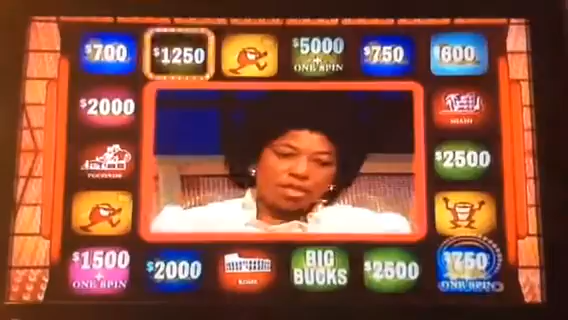 $700
$1250
$5000
+
ONE SPIN
$750
$600
$2000
MIAMI
POCONOS
$2500
$1500
+
ONE SPIN
$2000
BIG
BUCKS
$2500
$750
ONE SPIN